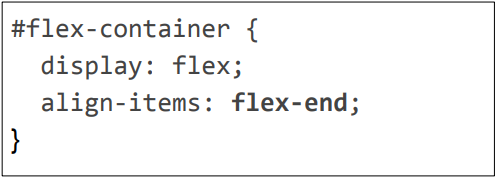 #flex-container {
  display: flex;
  align-items: flex-end;
}